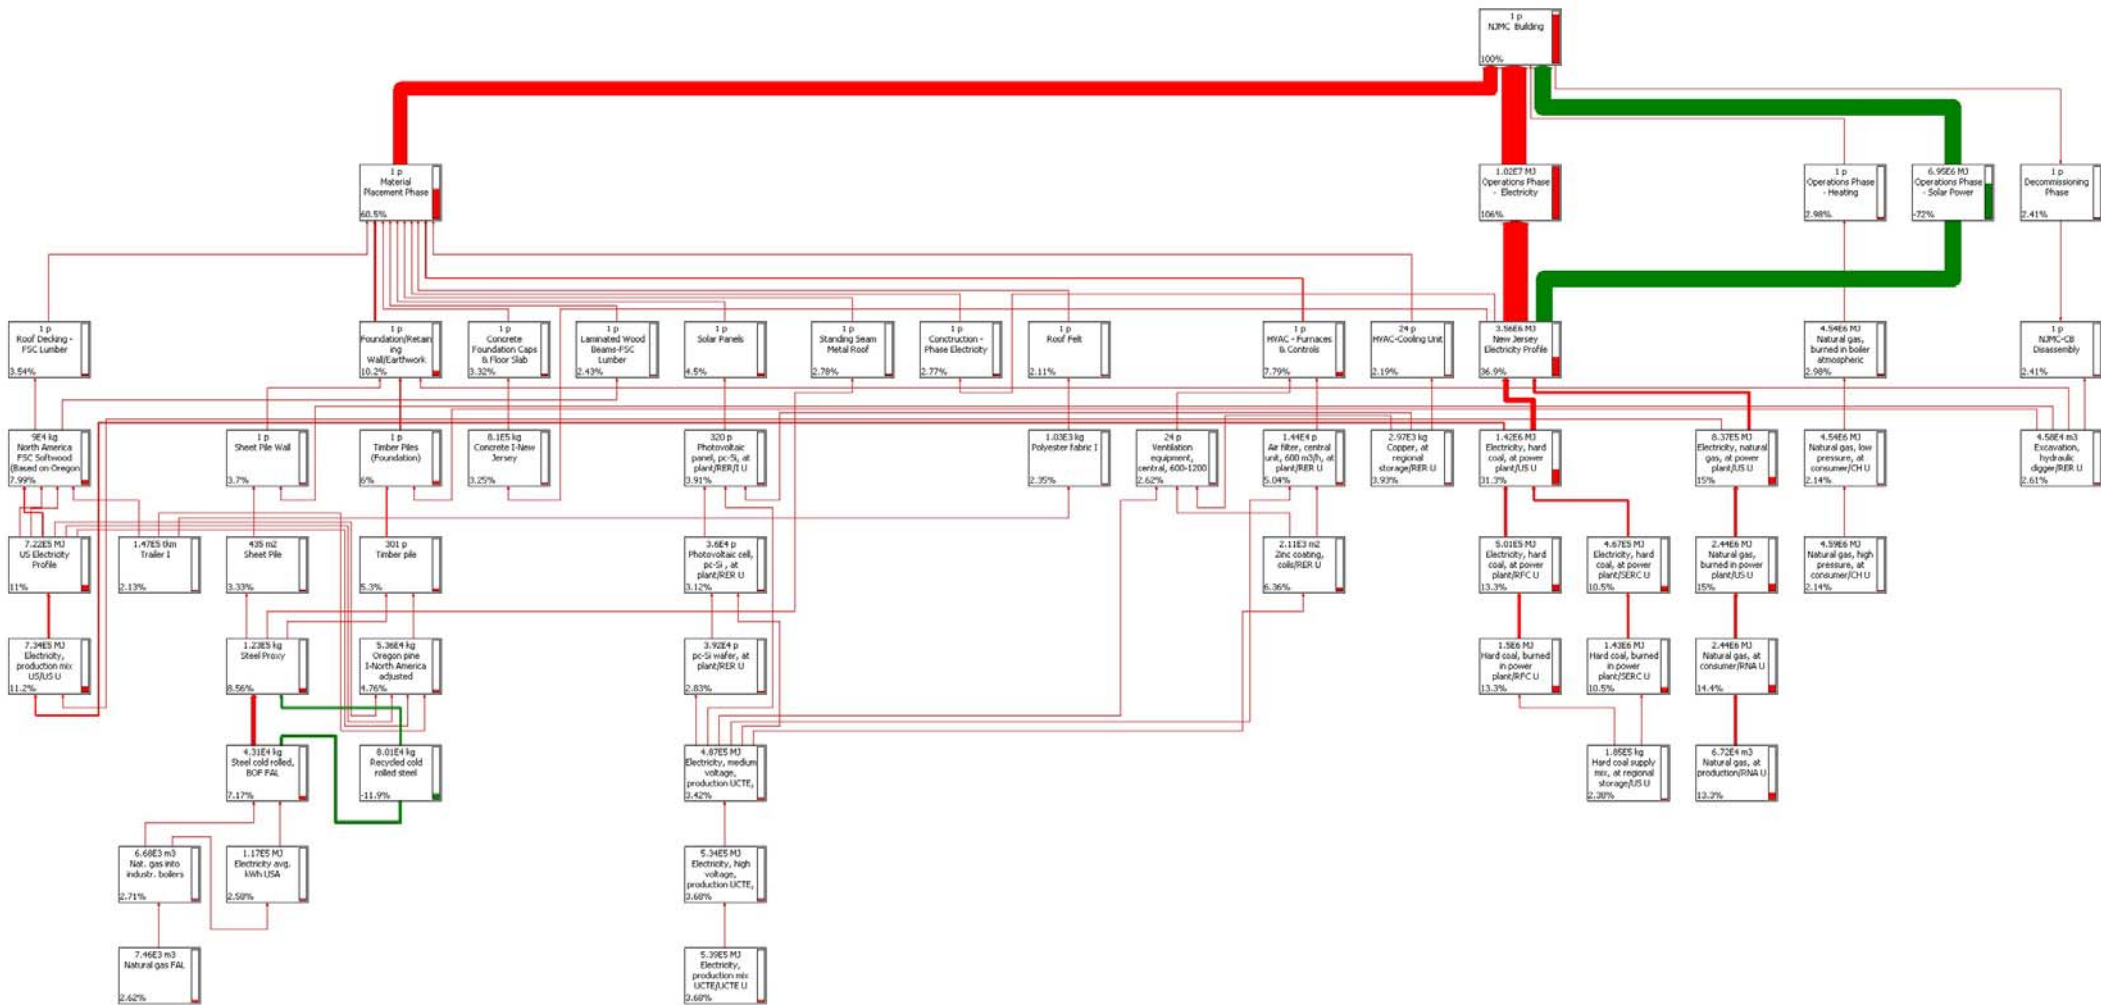 1 p
NJMC Building
100%
1 p
Material
Placement Phase
60.5%
1.02E7 MJ
Operations Phase
- Electricity
106%
1 p
Operations Phase
- Heating
2.98%
6.95E6 MJ
Operations Phase
- Solar Power
-72%
1 p
Decommissioning
Phase
2.41%
1 p
Roof Decking -
FSC Lumber
3.54%
1 p
Foundation/Retain
ing
Wall/Earthwork
10.2%
1 p
Concrete
Foundation Caps
& Floor Slab
3.32%
1 p
Laminated Wood
Beams-FSC
Lumber
2.43%
1 p
Solar Panels
4.5%
1 p
Standing Seam
Metal Roof
2.78%
1 p
Contruction -
Phase Electricity
2.77%
1 p
Roof Felt
2.11%
1 p
HVAC - Furnaces
& Controls
7.79%
24 p
HVAC-Cooling Unit
2.19%
3.56E6 MJ
New Jersey
Electricity Profile
36.9%
4.54E6 MJ
Natural gas,
burned in boiler
atmospheric
2.98%
1 p
NJMC-CB
Disassembly
2.41%
9E4 kg
North America
FSC Softwood
(Based on Oregon
7.99%
1 p
Sheet Pile Wall
3.7%
1 p
Timber Piles
(Foundation)
6%
8.1E5 kg
Concrete I-New
Jersey
3.25%
320 p
Photovoltaic
panel, pc-Si, at
plant/RER/I U
3.91%
1.03E3 kg
Polyester fabric I
2.35%
24 p
Ventilation
equipment,
central, 600-1200
2.62%
1.44E4 p
Air filter, central
unit, 600 m3/h, at
plant/RER U
5.04%
2.97E3 kg
Copper, at
regional
storage/RER U
3.93%
1.42E6 MJ
Electricity, hard
coal, at power
plant/US U
31.3%
8.37E5 MJ
Electricity, natural
gas, at power
plant/US U
15%
4.54E6 MJ
Natural gas, low
pressure, at
consumer/CH U
2.14%
4.58E4 m3
Excavation,
hydraulic
digger/RER U
2.61%
7.22E5 MJ
US Electricity
Profile
11%
1.47E5 tkm
Trailer I
2.13%
435 m2
Sheet Pile
3.33%
301 p
Timber pile
5.3%
3.6E4 p
Photovoltaic cell,
pc-Si , at
plant/RER U
3.12%
2.11E3 m2
Zinc coating,
coils/RER U
6.36%
5.01E5 MJ
Electricity, hard
coal, at power
plant/RFC U
13.3%
4.67E5 MJ
Electricity, hard
coal, at power
plant/SERC U
10.5%
2.44E6 MJ
Natural gas,
burned in power
plant/US U
15%
4.59E6 MJ
Natural gas, high
pressure, at
consumer/CH U
2.14%
7.34E5 MJ
Electricity,
production mix
US/US U
11.2%
1.23E5 kg
Steel Proxy
8.56%
5.36E4 kg
Oregon pine
I-North America
adjusted
4.76%
3.92E4 p
pc-Si wafer, at
plant/RER U
2.83%
1.5E6 MJ
Hard coal, burned
in power
plant/RFC U
13.3%
1.43E6 MJ
Hard coal, burned
in power
plant/SERC U
10.5%
2.44E6 MJ
Natural gas, at
consumer/RNA U
14.4%
4.31E4 kg
Steel cold rolled,
BOF FAL
7.17%
8.01E4 kg
Recycled cold
rolled steel
-11.9%
4.87E5 MJ
Electricity, medium
voltage,
production UCTE,
3.42%
1.85E5 kg
Hard coal supply
mix, at regional
storage/US U
2.38%
6.72E4 m3
Natural gas, at
production/RNA U
13.3%
6.68E3 m3
Nat. gas into
industr. boilers
2.71%
1.17E5 MJ
Electricity avg.
kWh USA
2.58%
5.34E5 MJ
Electricity, high
voltage,
production UCTE,
3.68%
7.46E3 m3
Natural gas FAL
2.62%
5.39E5 MJ
Electricity,
production mix
UCTE/UCTE U
3.68%